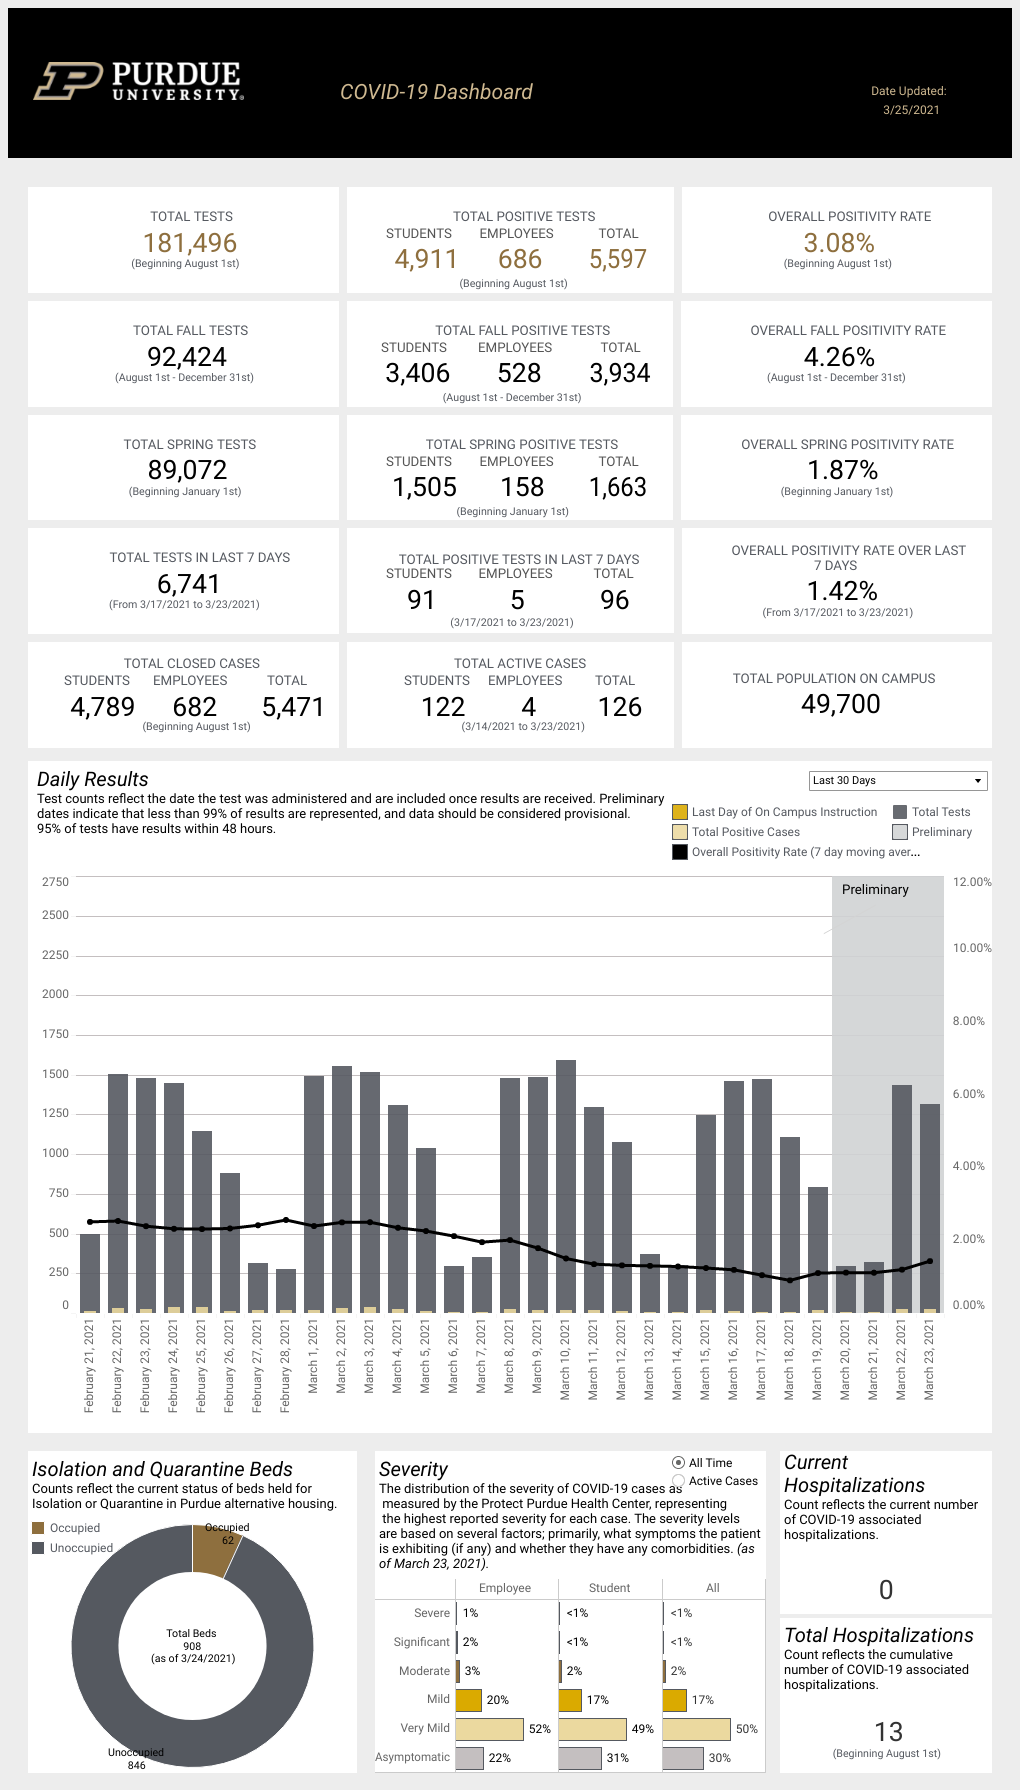 PURDUE
UNIVERSITY®
COVID-19 Dashboard
Date Updated:
3/25/2021
TOTAL TESTS
181,496
(Beginning August 1st)
TOTAL POSITIVE TESTS
STUDENTS EMPLOYEES TOTAL
4,911 686 5,597
(Beginning August 1st)
OVERALL POSITIVITY RATE
3.08%
(Beginning August 1st)
TOTAL FALL TESTS
92,424
(August 1st - December 31st)
TOTAL FALL POSITIVE TESTS
STUDENTS EMPLOYEES TOTAL
3,406 528 3,934
(August 1st - December 31st)
OVERALL FALL POSITIVITY RATE
4.26%
(August 1st - December 31st)
TOTAL SPRING TESTS
89,072
(Beginning January 1st)
TOTAL SPRING POSITIVE TESTS
STUDENTS EMPLOYEES TOTAL
1,505 158 1,663
(Beginning January 1st)
OVERALL SPRING POSITIVITY RATE
1.87%
(Beginning January 1st)
TOTAL TESTS IN LAST 7 DAYS
6,741
(From 3/17/2021 to 3/23/2021)
TOTAL POSITIVE TESTS IN LAST 7 DAYS
STUDENTS EMPLOYEES TOTAL
91 5 96
(3/17/2021 to 3/23/2021)
OVERALL POSITIVITY RATE OVER LAST
7 DAYS
1.42%
(From 3/17/2021 to 3/23/2021)
TOTAL CLOSED CASES
STUDENTS EMPLOYEES TOTAL
4,789 682 5,471
(Beginning August 1st)
TOTAL ACTIVE CASES
STUDENTS EMPLOYEES TOTAL
122 4 126
(3/14/2021 to 3/23/2021)
TOTAL POPULATION ON CAMPUS
49,700
Daily Results
Test counts reflect the date the test was administered and are included once results are received. Preliminary
dates indicate that less than 99% of results are represented, and data should be considered provisional.
95% of tests have results within 48 hours.
Last 30 Days
Last Day of On Campus Instruction
Total Tests
Total Positive Cases
Preliminary
Overall Positivity Rate (7 day moving aver...
2750
2500
2250
2000
1750
1500
1250
1000
750
500
250
0
Preliminary
12.00%
10.00%
8.00%
6.00%
4.00%
2.00%
0.00%
February 21, 2021
February 22, 2021
February 23, 2021
February 24, 2021
February 25, 2021
February 26, 2021
February 27, 2021
February 28, 2021
March 1, 2021
March 2, 2021
March 3, 2021
March 4, 2021
March 5, 2021
March 6, 2021
March 7, 2021
March 8, 2021
March 9, 2021
March 10, 2021
March 11, 2021
March 12, 2021
March 13, 2021
March 14, 2021
March 15, 2021
March 16, 2021
March 17, 2021
March 18, 2021
March 19, 2021
March 20, 2021
March 21, 2021
March 22, 2021
March 23, 2021
Isolation and Quarantine Beds
Counts reflect the current status of beds held for
Isolation or Quarantine in Purdue alternative housing.
Occupied
Unoccupied
Occupied
62
Total Beds
908
(as of 3/24/2021)
Unoccupied
846
Severity
All Time
Active Cases
The distribution of the severity of COVID-19 cases as
measured by the Protect Purdue Health Center, representing
the highest reported severity for each case. The severity levels
are based on several factors; primarily, what symptoms the patient
is exhibiting (if any) and whether they have any comorbidities. (as
of March 23, 2021).
Employee Student All
Severe 1% <1% <1%
Significant 2% <1% <1%
Moderate 3% 2% 2%
Mild 20% 17% 17%
Very Mild 52% 49% 50%
Asymptomatic 22% 31% 30%
Current
Hospitalizations
Count reflects the current number
of COVID-19 associated
hospitalizations.
0
Total Hospitalizations
Count reflects the cumulative
number of COVID-19 associated
hospitalizations.
13
(Beginning August 1st)